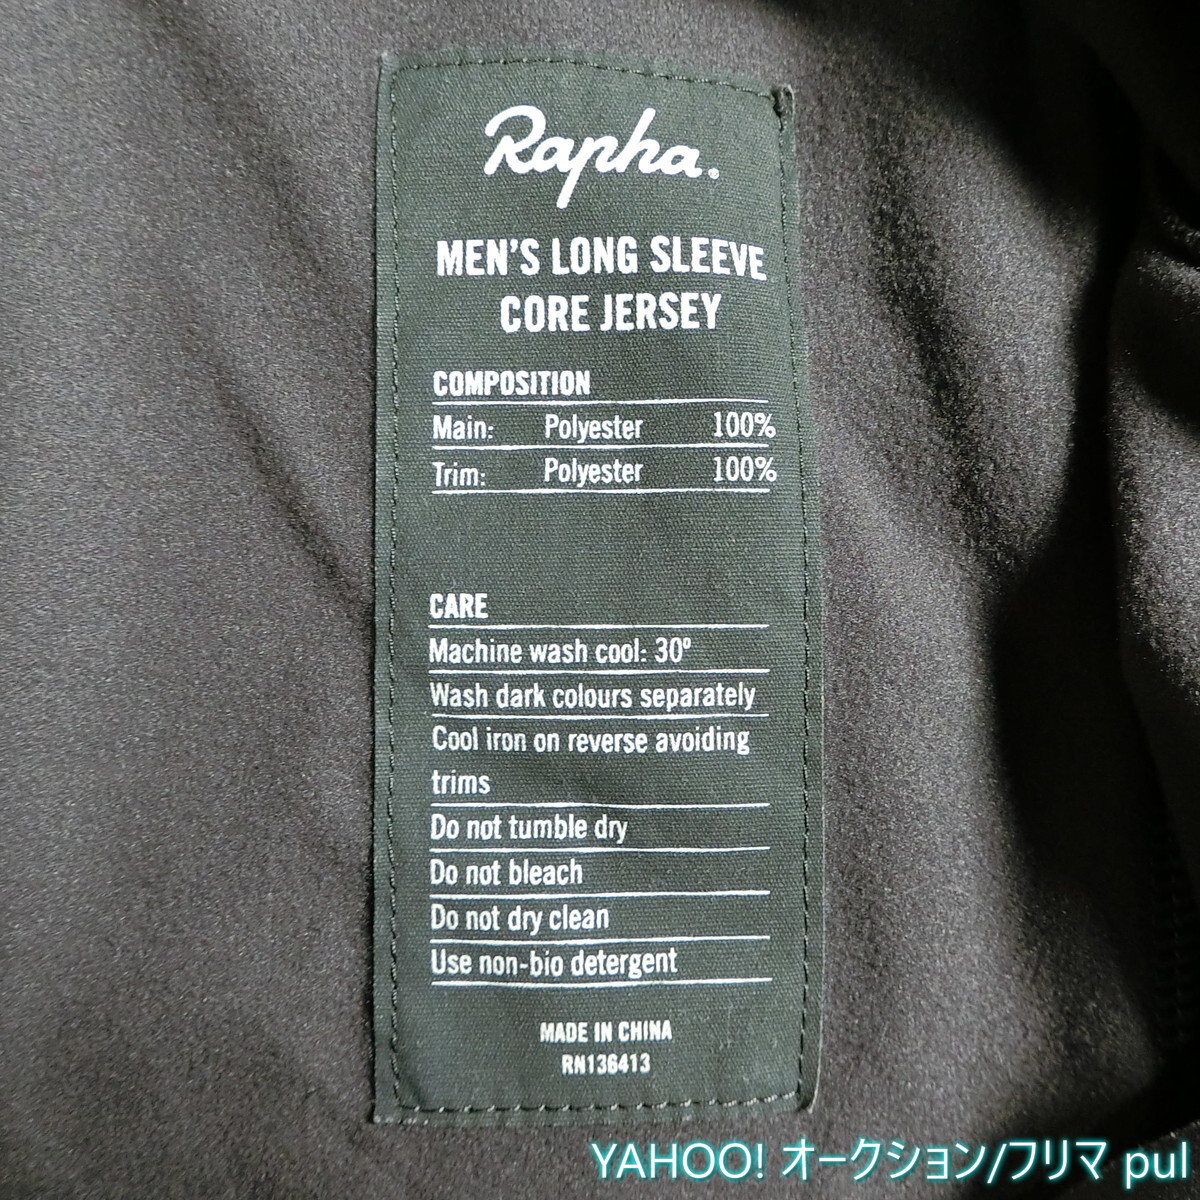 Rapha.
MEN'S LONG SLEEVE
CORE JERSEY
COMPOSITION
Main: Polyester 100%
Trim: Polyester 100%
CARE
Machine wash cool: 30º
Wash dark colours separately
Cool iron on reverse avoiding
trims
Do not tumble dry
Do not bleach
Do not dry clean
Use non-bio detergent
MADE IN CHINA
RN136413
YAHOO! オークション/フリマ pul